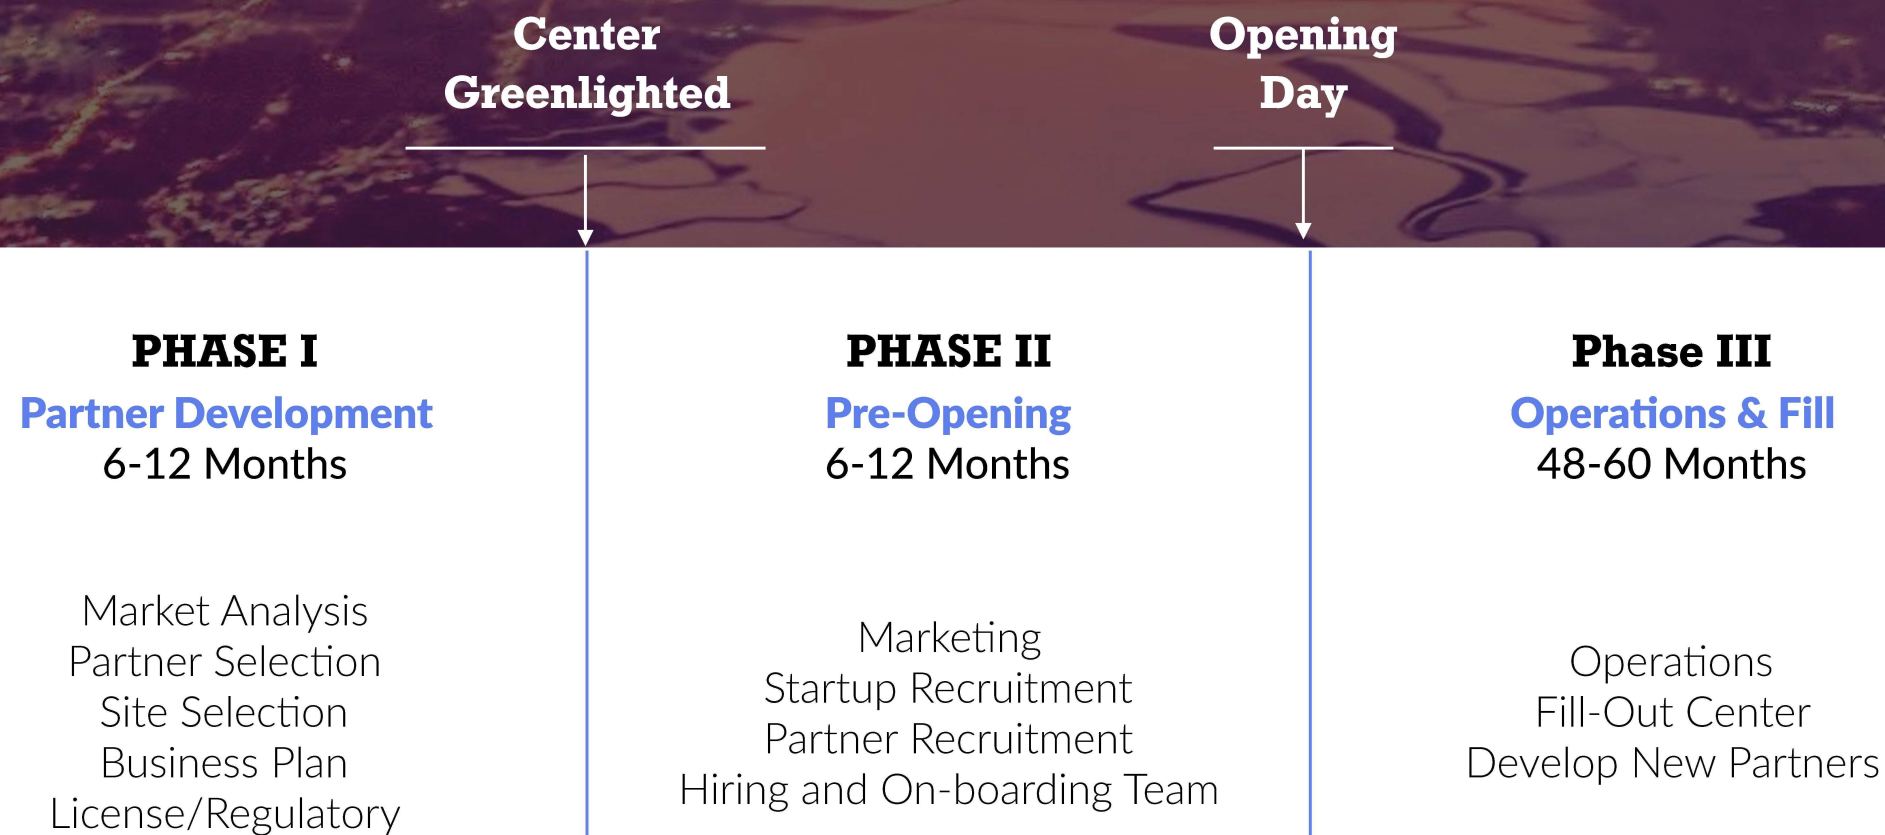 Center
Greenlighted
Opening
Day
PHASE I
Partner Development
6-12 Months
Market Analysis
Partner Selection
Site Selection
Business Plan
License/Regulatory
PHASE II
Pre-Opening
6-12 Months
Marketing
Startup Recruitment
Partner Recruitment
Hiring and On-boarding Team
Phase III
Operations & Fill
48-60 Months
Operations
Fill-Out Center
Develop New Partners